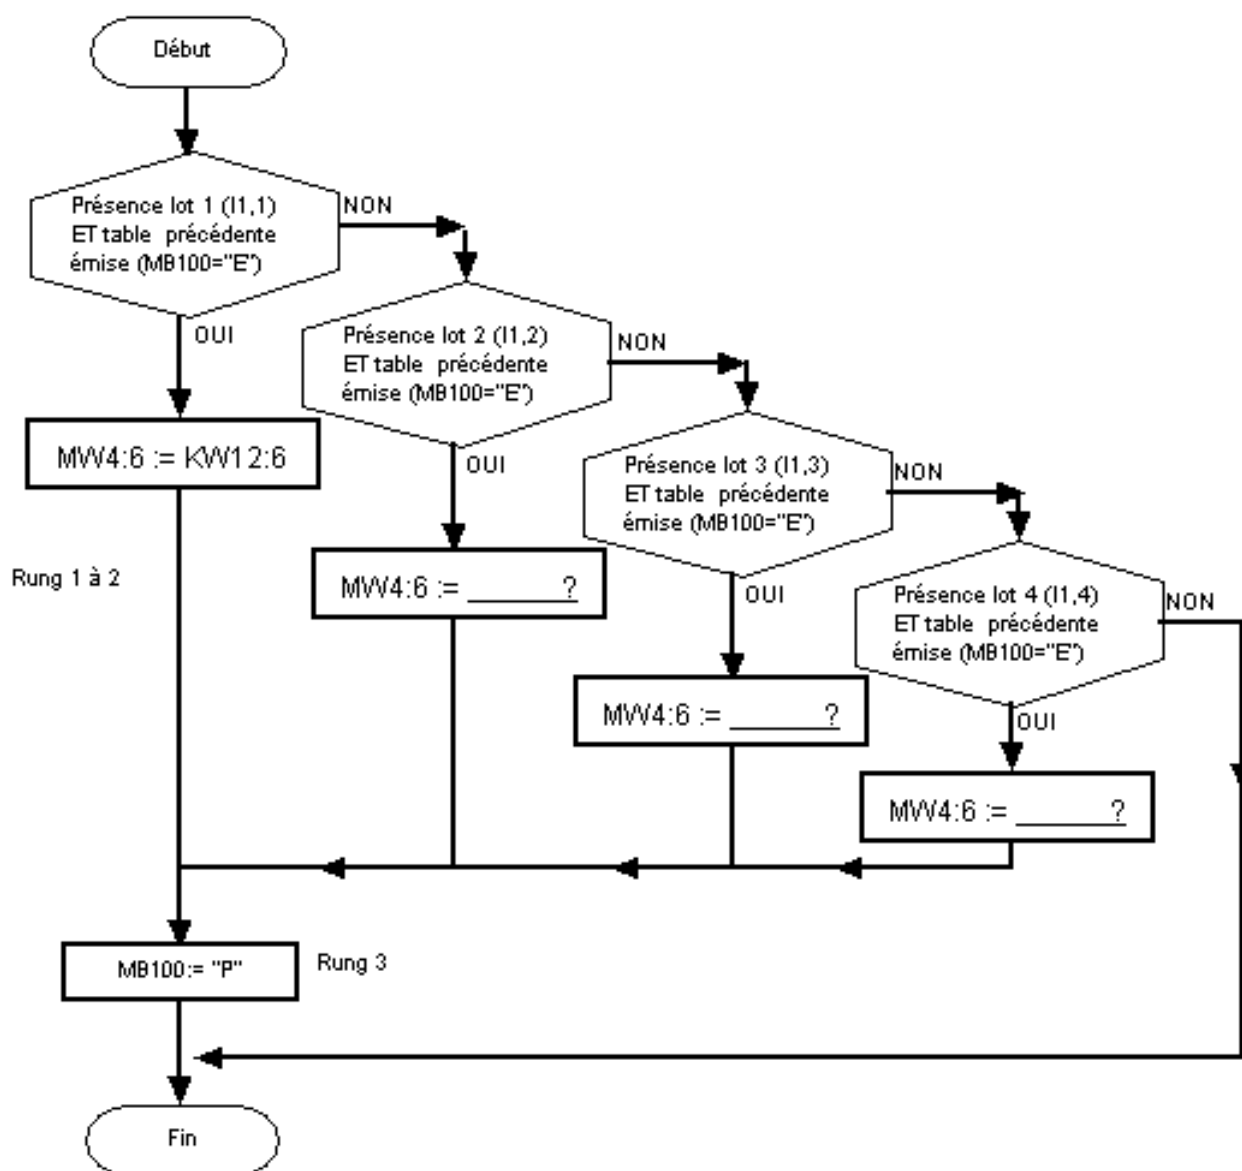 Début
Présence lot 1 (I1,1)
ET table précédente
émise (MB100="E")
NON
OUI
MW4:6 := KW12:6
Présence lot 2 (I1,2)
ET table précédente
émise (MB100="E")
NON
OUI
MW4:6 := ______?
Présence lot 3 (I1,3)
ET table précédente
émise (MB100="E")
NON
OUI
MW4:6 := ______?
Présence lot 4 (I1,4)
ET table précédente
émise (MB100="E")
NON
OUI
MW4:6 := ______?
Rung 1 à 2
MB100:= "P"
Rung 3
Fin